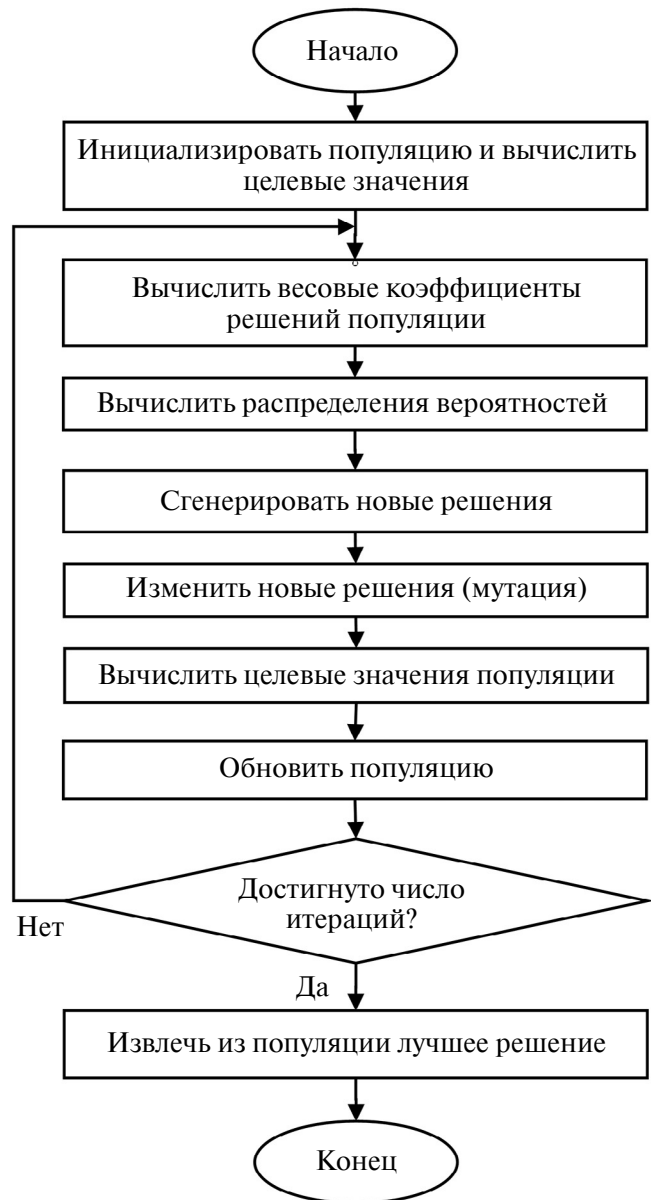 Начало
Инициализировать популяцию и вычислить
целевые значения
Вычислить весовые коэффициенты
решений популяции
Вычислить распределения вероятностей
Сгенерировать новые решения
Изменить новые решения (мутация)
Вычислить целевые значения популяции
Обновить популяцию
Достигнуто число
итераций?
Нет
Да
Извлечь из популяции лучшее решение
Конец